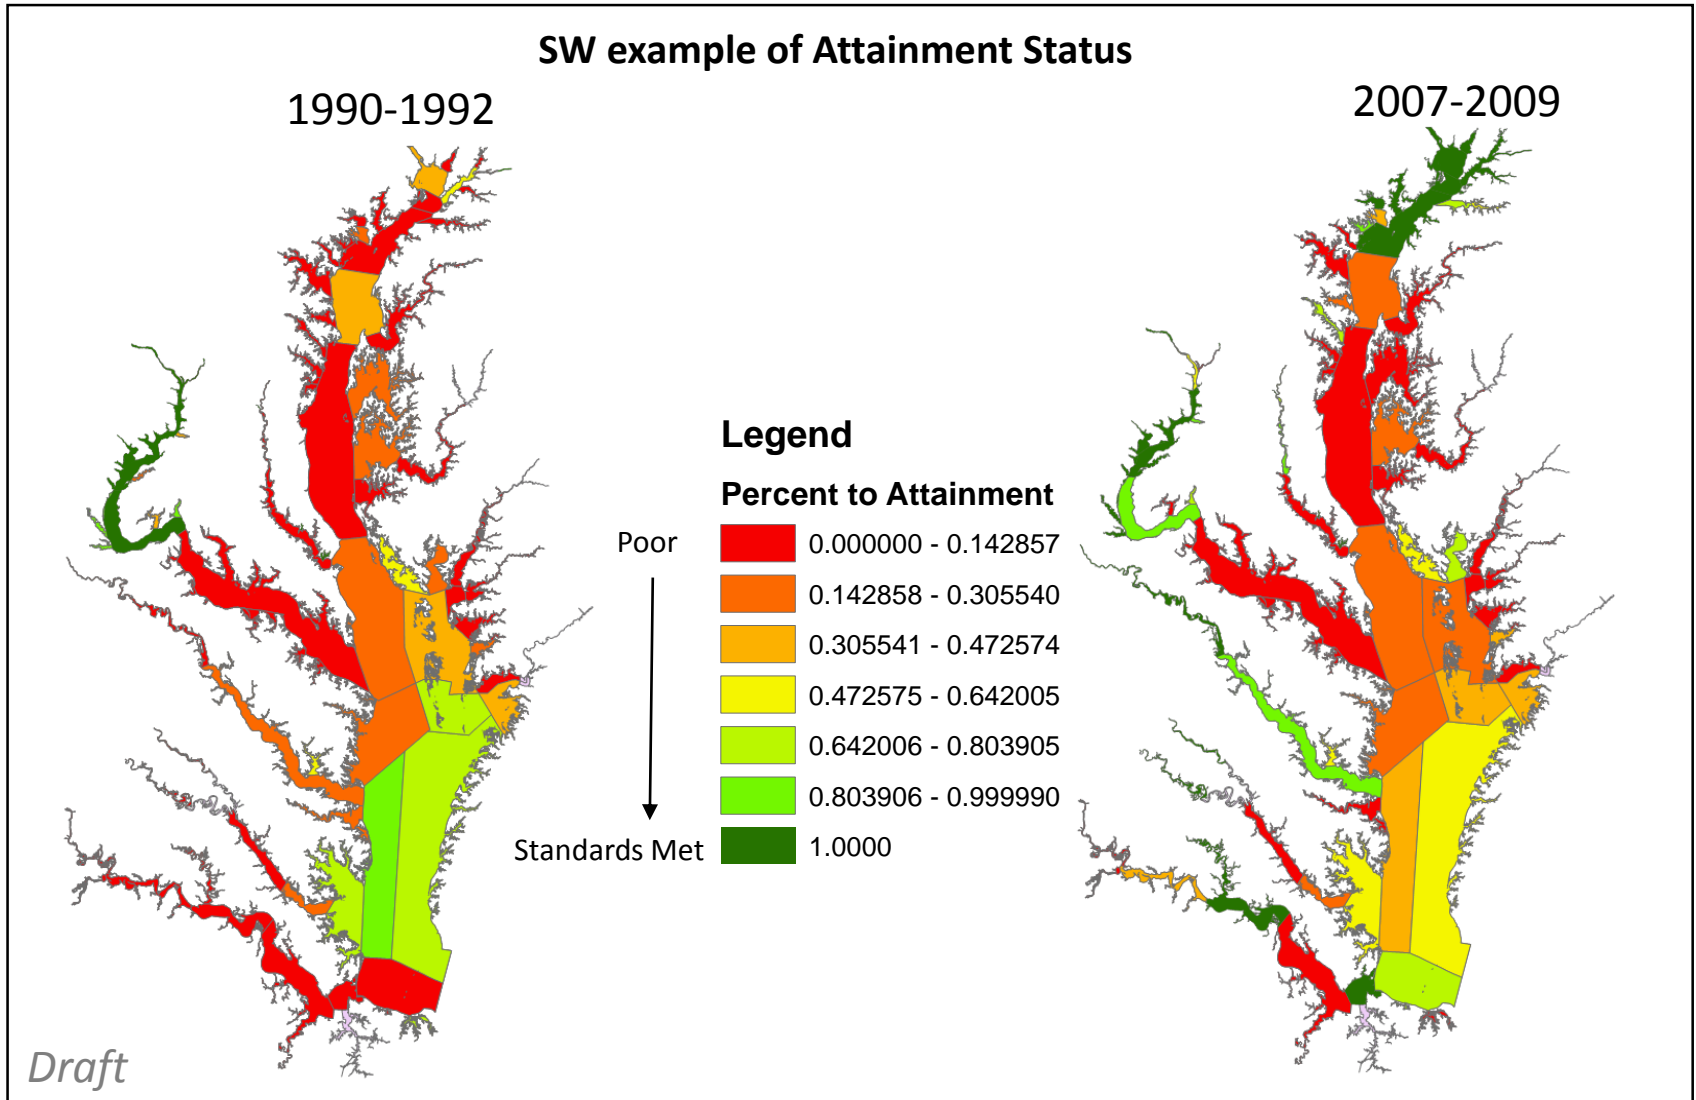 SW example of Attainment Status
1990-1992
2007-2009
Legend
Percent to Attainment
Poor
0.000000 - 0.142857
0.142858 - 0.305540
0.305541 - 0.472574
0.472575 - 0.642005
0.642006 - 0.803905
0.803906 - 0.999990
Standards Met
1.0000
Draft